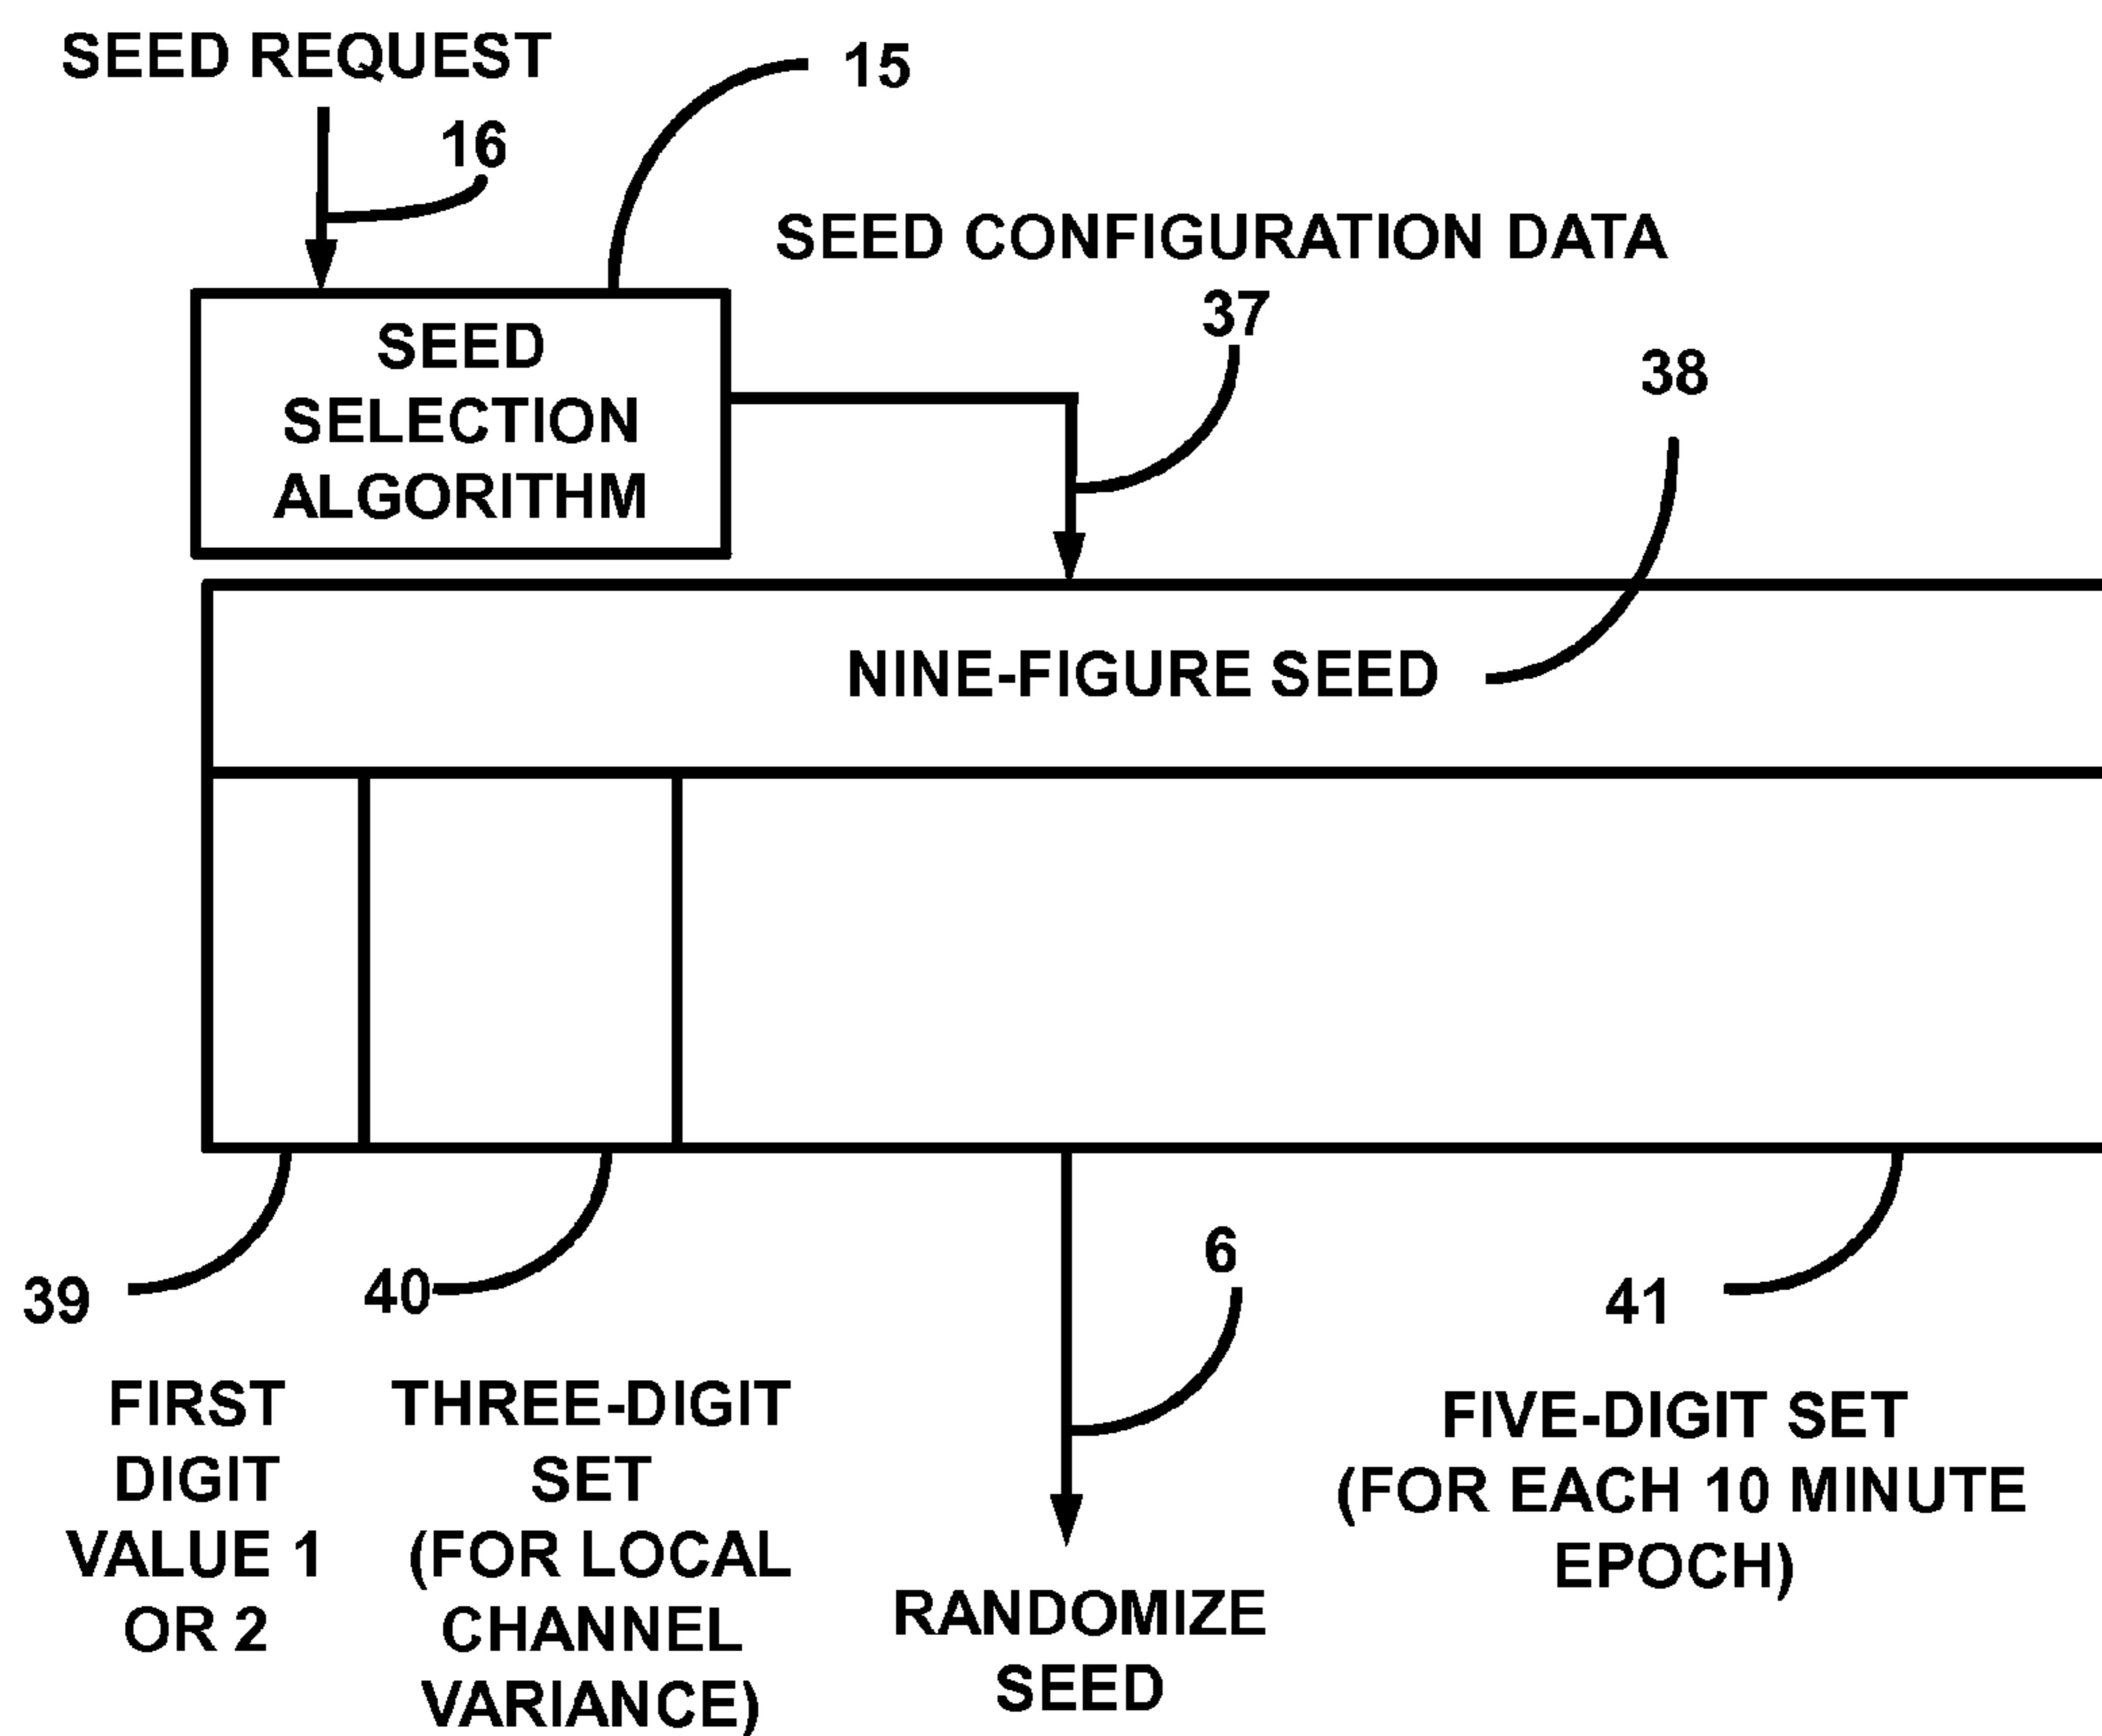 SEED REQUEST
15
16
SEED CONFIGURATION DATA
37
38
SEED
SELECTION
ALGORITHM
NINE-FIGURE SEED
39
40
6
41
FIRST
DIGIT
VALUE 1
OR 2
THREE-DIGIT
SET
(FOR LOCAL
CHANNEL
VARIANCE)
RANDOMIZE
SEED
FIVE-DIGIT SET
(FOR EACH 10 MINUTE
EPOCH)